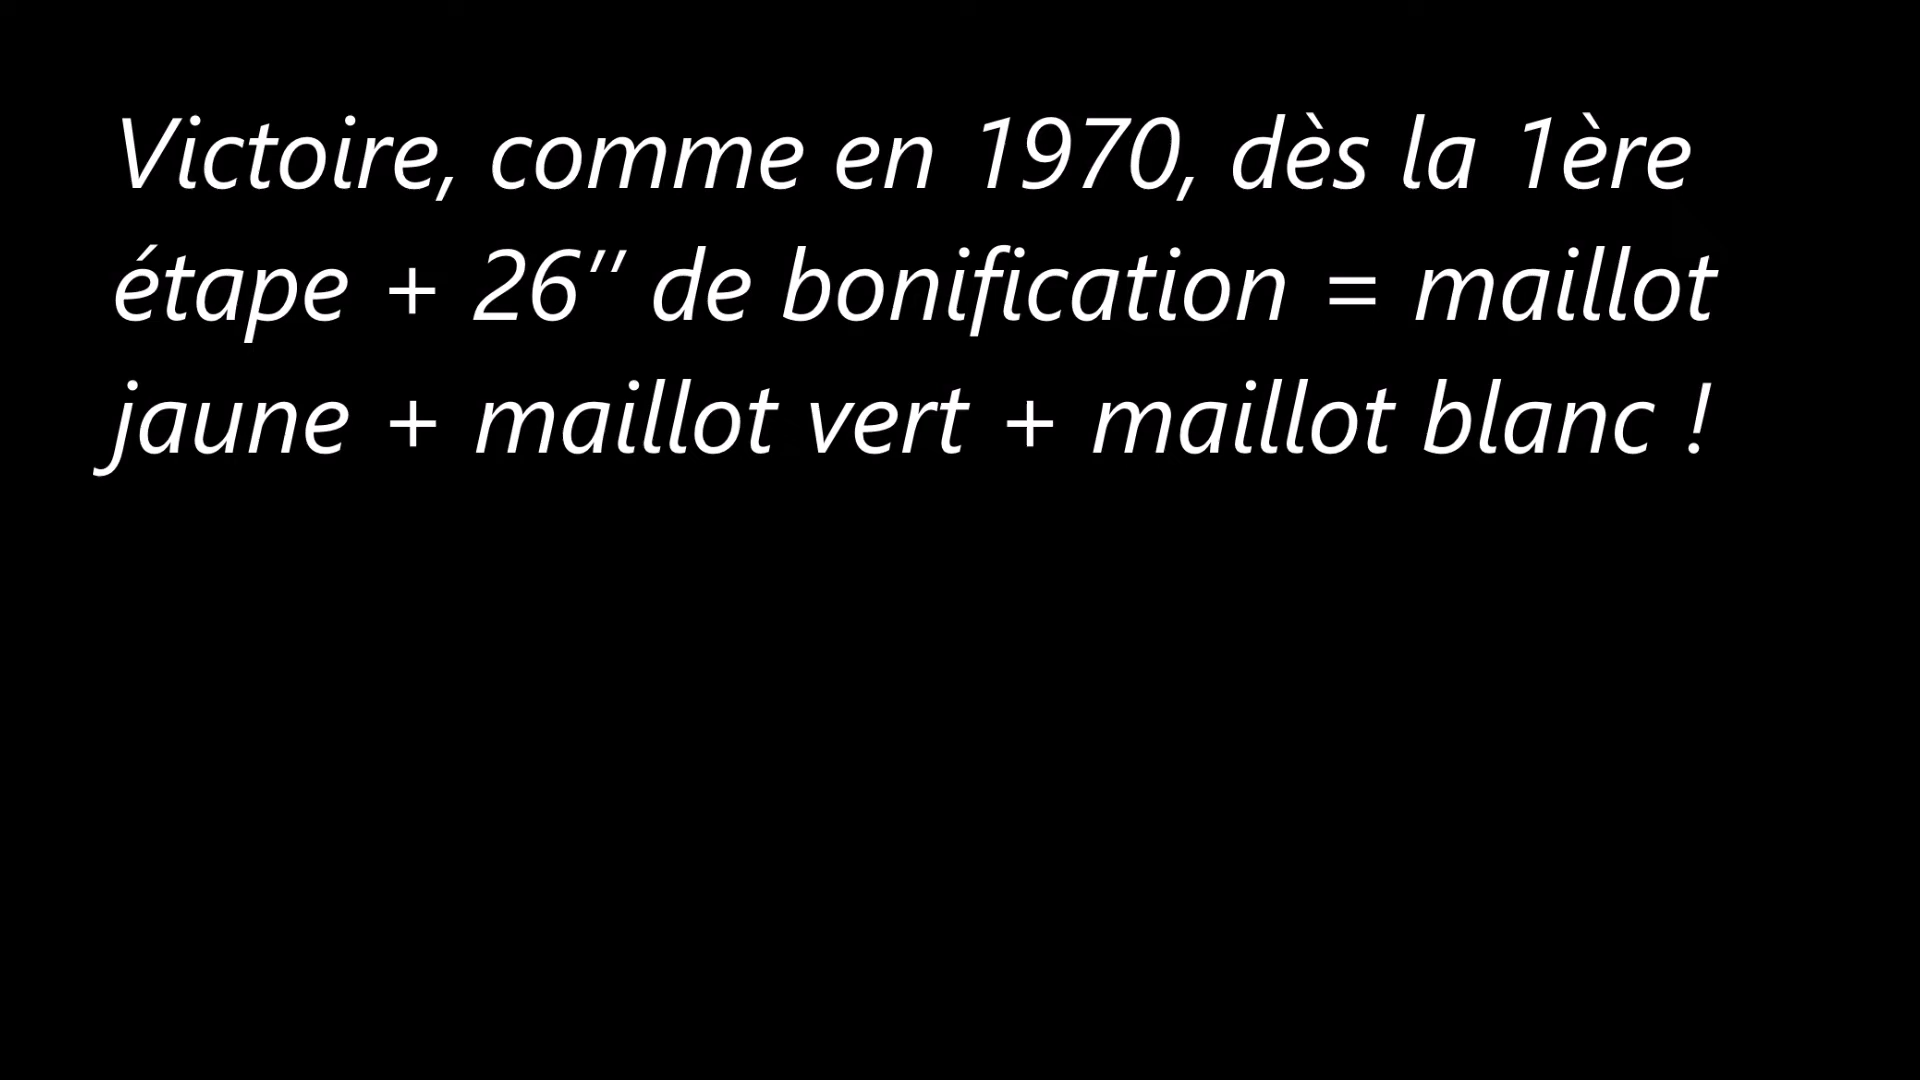 Victoire, comme en 1970, dès la 1ère
étape + 26’’ de bonification = maillot
jaune + maillot vert + maillot blanc !